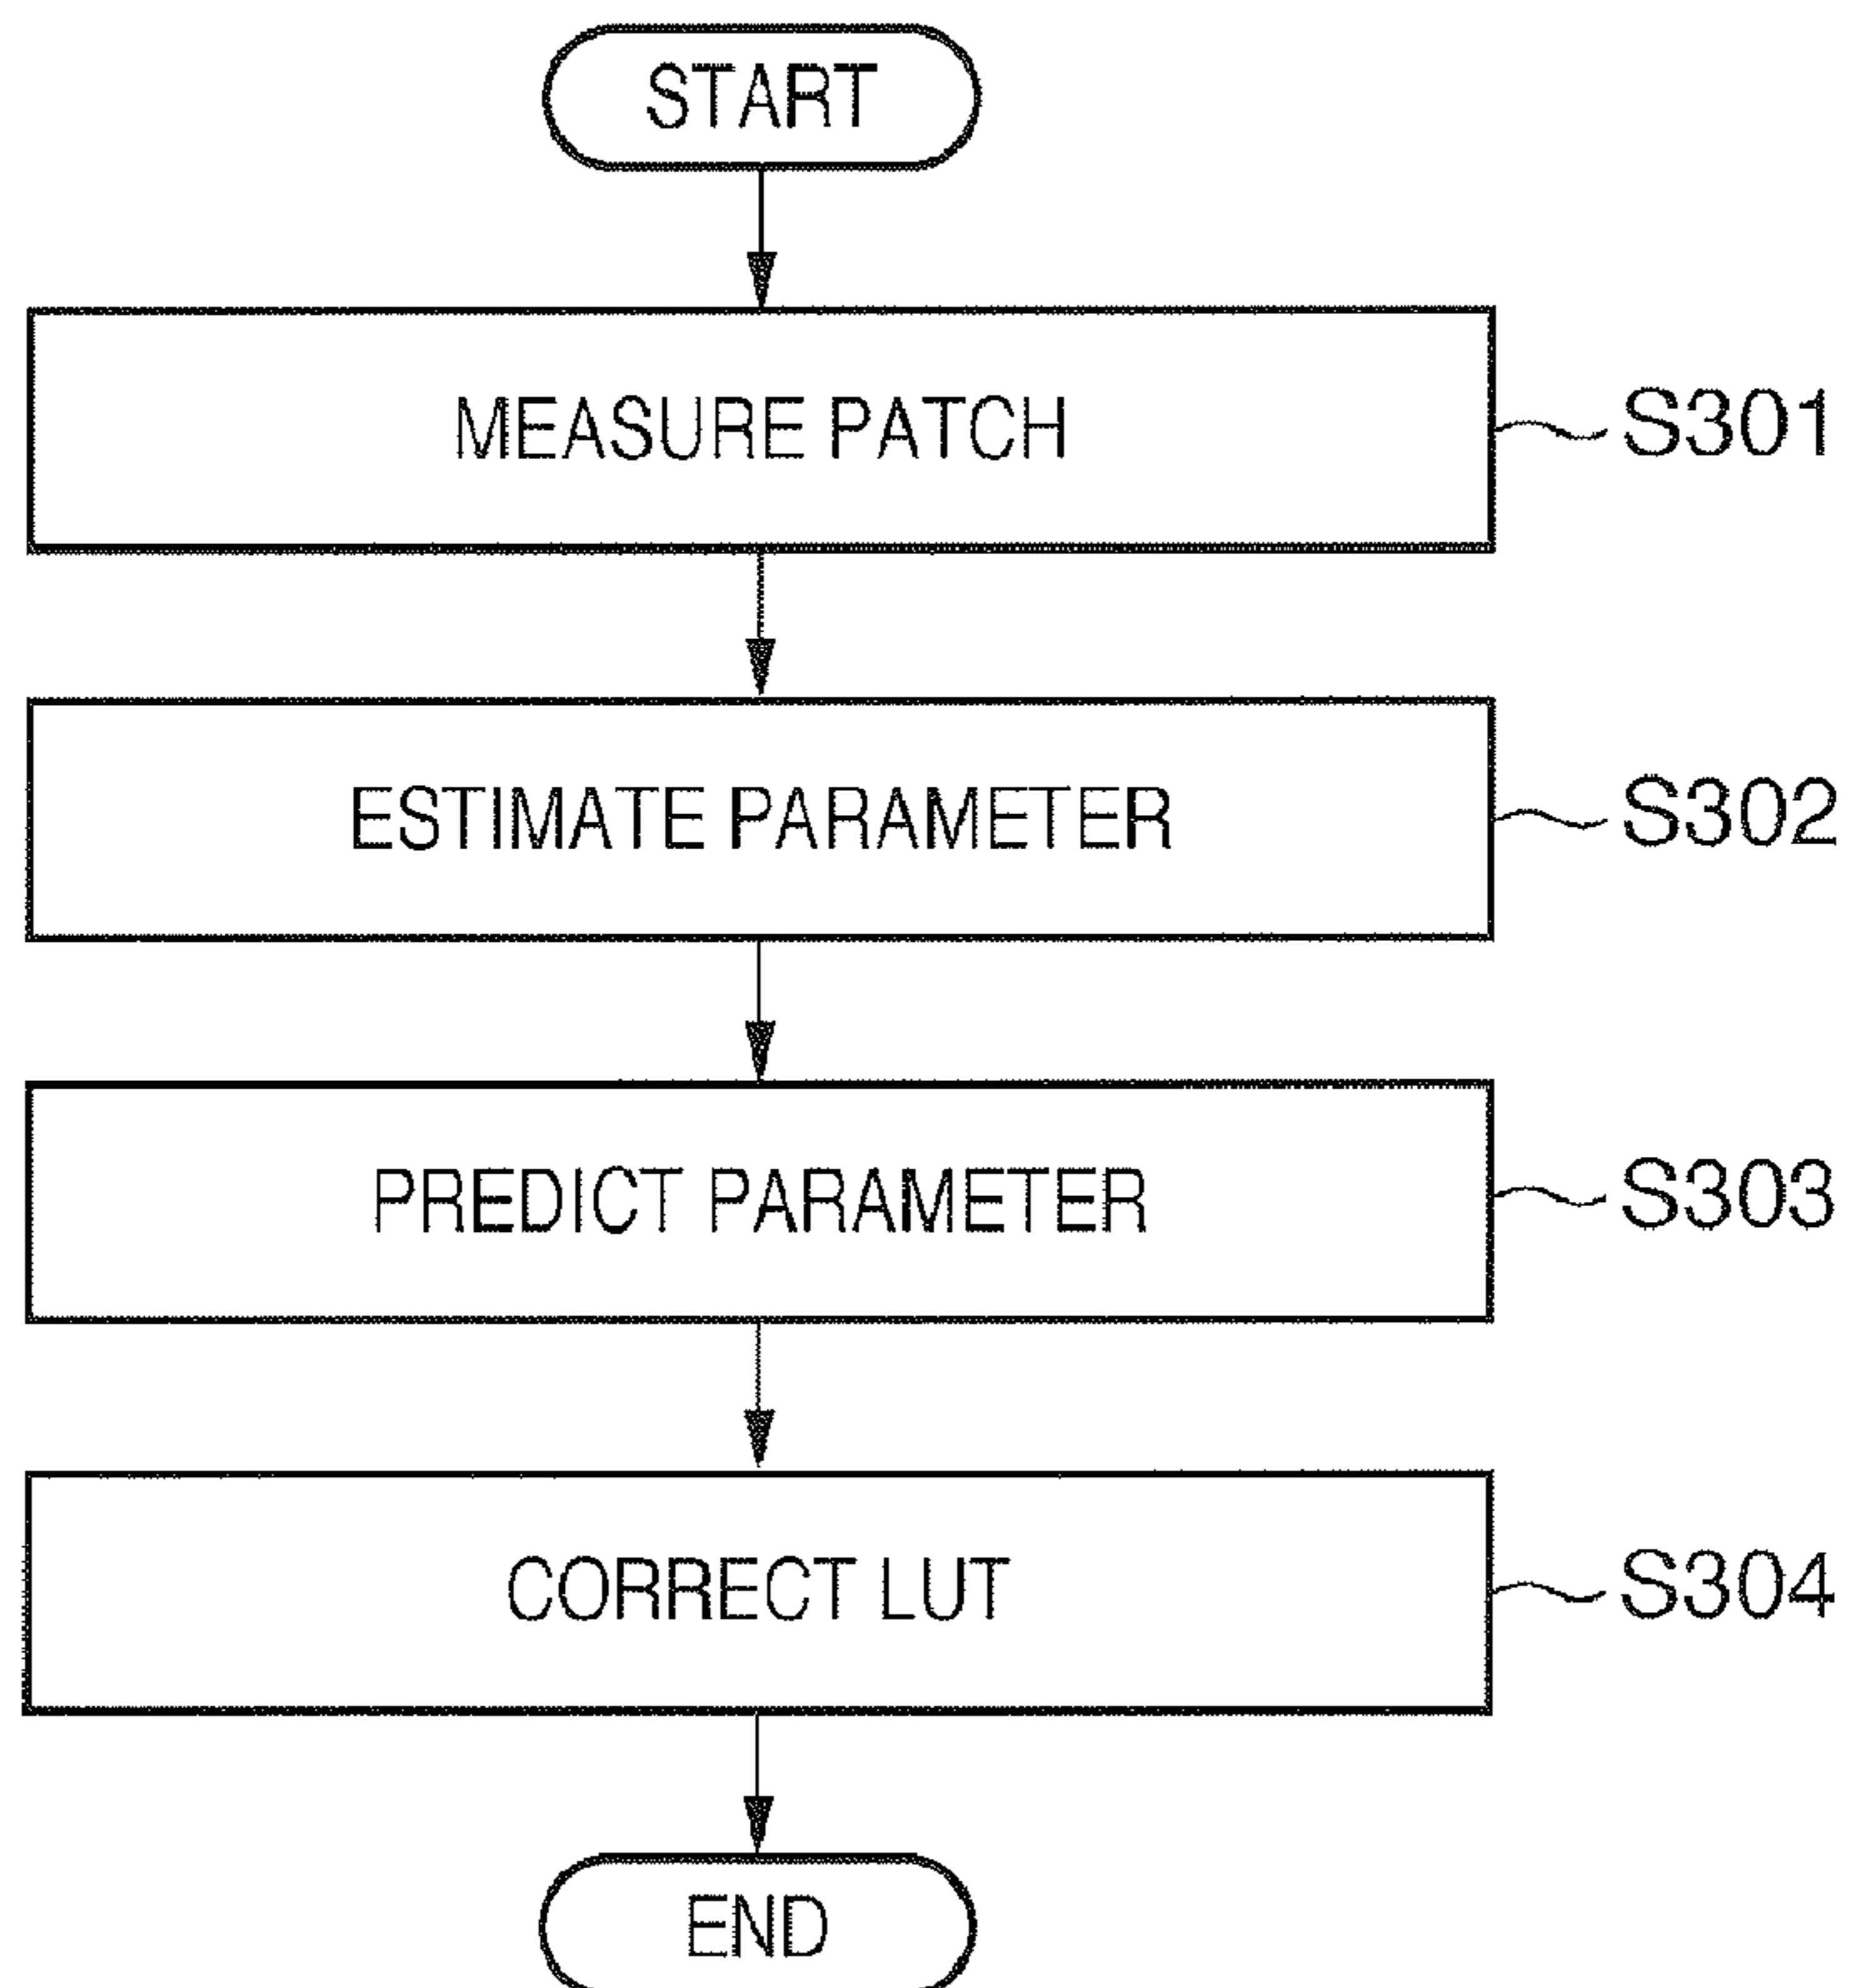 START
MEASURE PATCH
S301
ESTIMATE PARAMETER
S302
PREDICT PARAMETER
S303
CORRECT LUT
S304
END